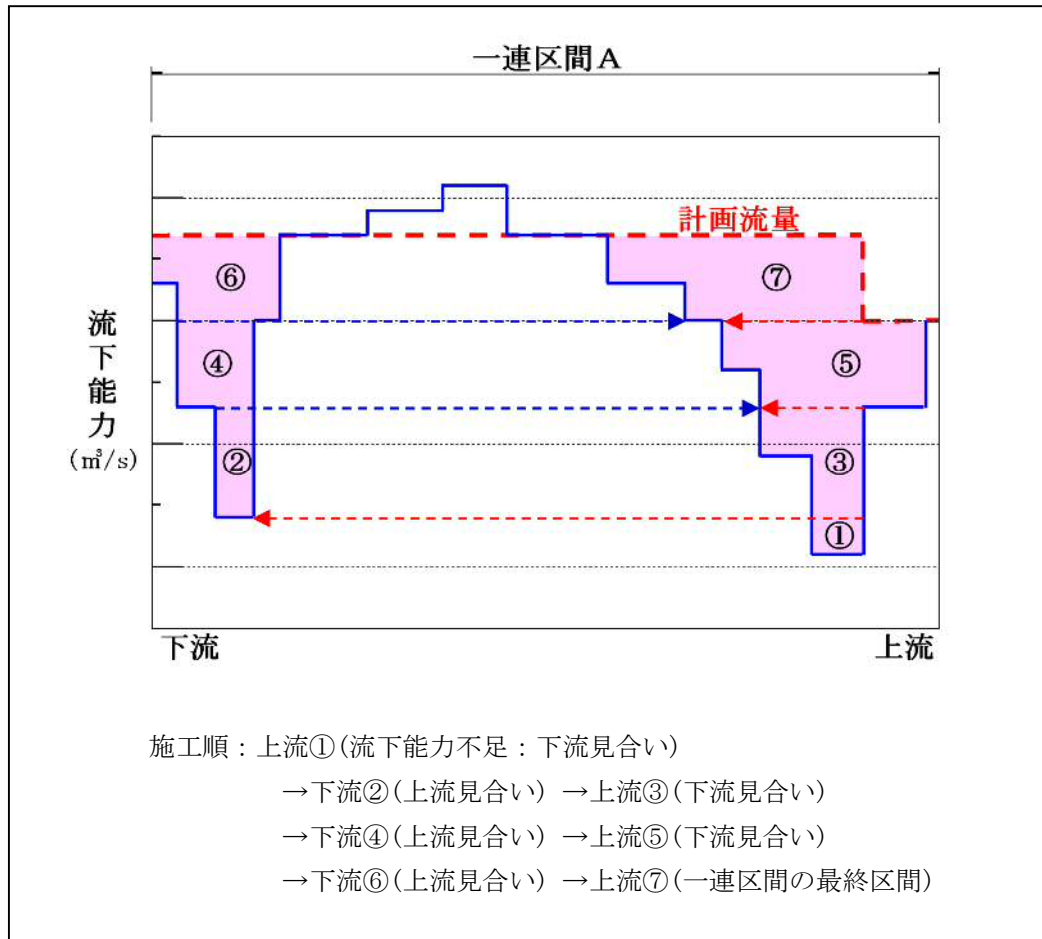 一連区間A
計画流量
⑥
⑦
④
⑤
流下能力
(㎥/s)
②
③
①
下流
上流
施工順：上流①(流下能力不足：下流見合い)
→下流②(上流見合い) →上流③(下流見合い)
→下流④(上流見合い) →上流⑤(下流見合い)
→下流⑥(上流見合い) →上流⑦(一連区間の最終区間)